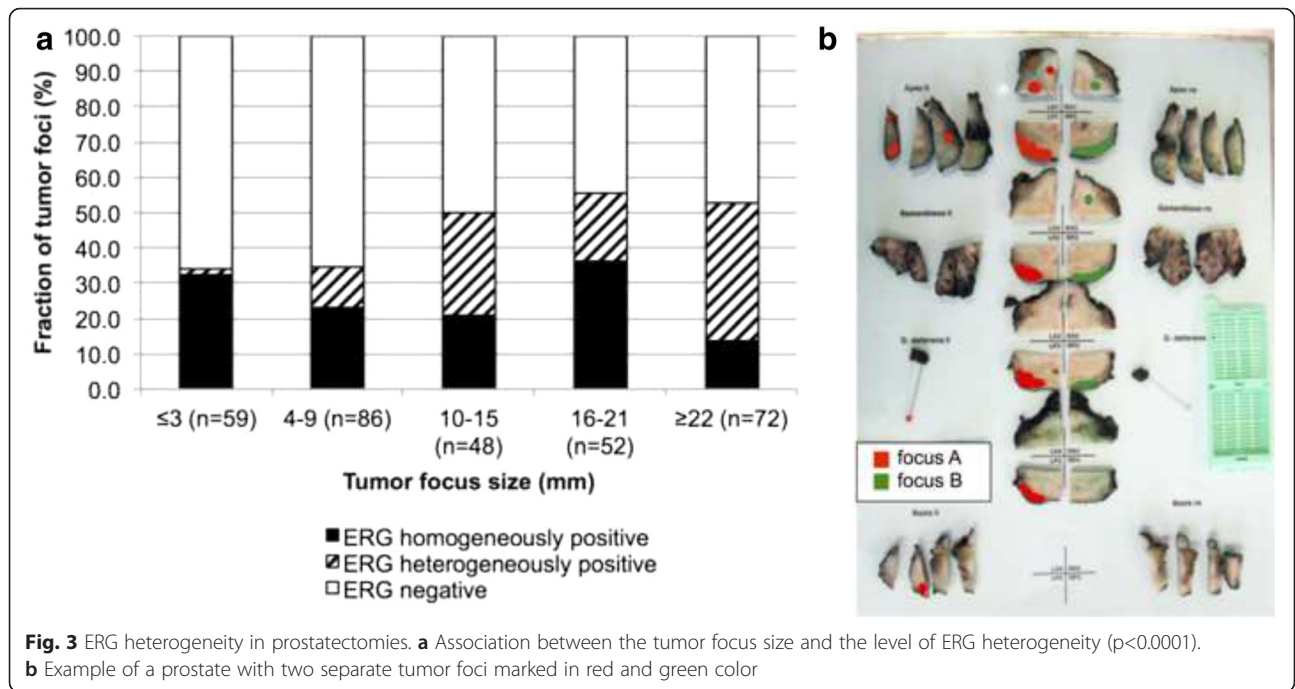 a
100.0
90.0
80.0
70.0
60.0
50.0
40.0
30.0
20.0
10.0
0.0
Fraction of tumor foci (%)
≤3 (n=59) 4-9 (n=86) 10-15 (n=48) 16-21 (n=52) ≥22 (n=72)
Tumor focus size (mm)
ERG homogeneously positive
ERG heterogeneously positive
ERG negative
b
focus A
focus B
Fig. 3 ERG heterogeneity in prostatectomies. a Association between the tumor focus size and the level of ERG heterogeneity (p<0.0001).
b Example of a prostate with two separate tumor foci marked in red and green color